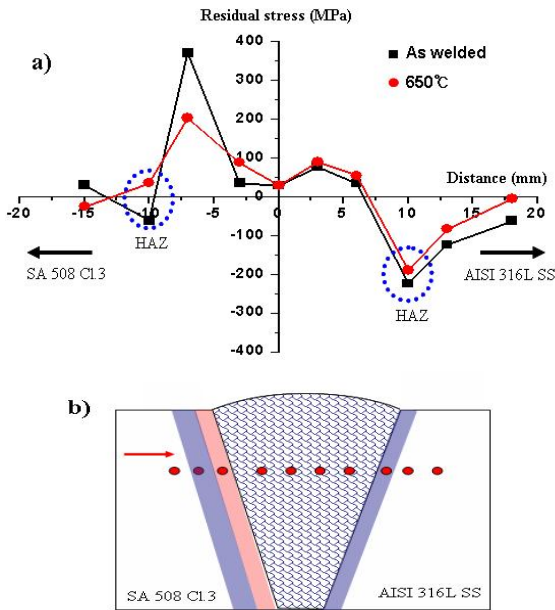 Residual stress (MPa)
a)
As welded
650℃
400
300
200
100
0
-100
-200
-300
-400
Distance (mm)
-20
-15
-10
-5
0
5
10
15
20
HAZ
SA 508 Cl.3
HAZ
AISI 316L SS
b)
SA 508 Cl.3
AISI 316L SS